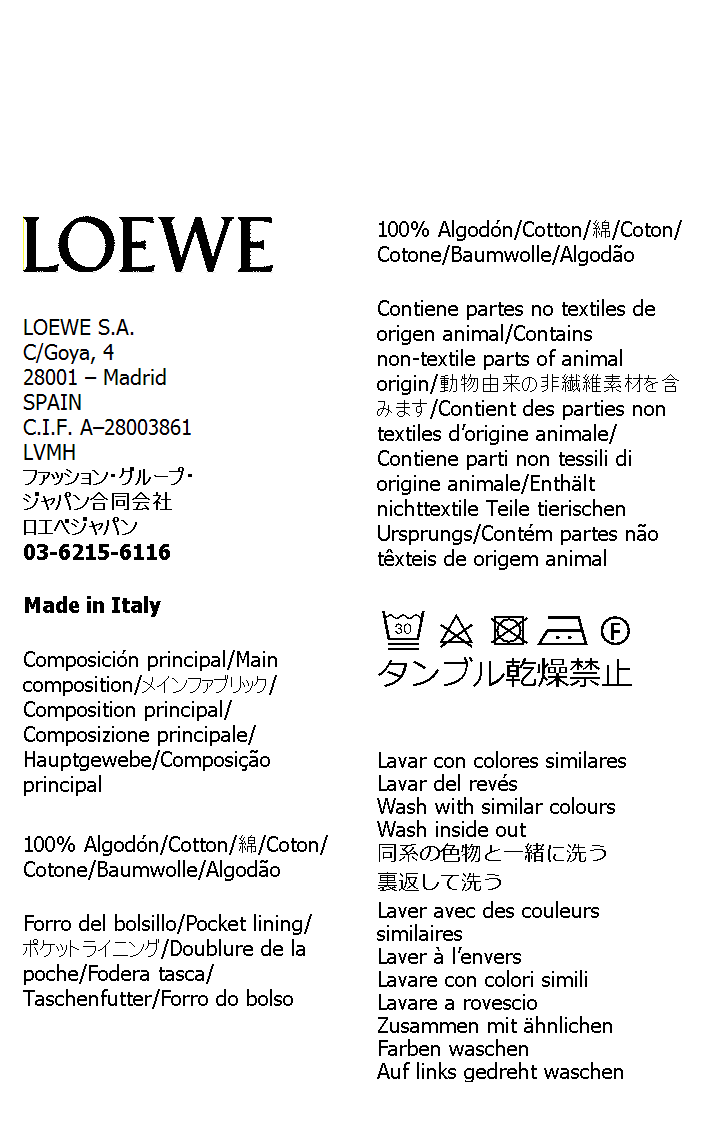 LOEWE
LOEWE S.A.
C/Goya, 4
28001 – Madrid
SPAIN
C.I.F. A–28003861
LVMH
ファッション・グループ・
ジャパン合同会社
ロエベジャパン
03-6215-6116
Made in Italy
Composición principal/Main
composition/メインファブリック/
Composition principal/
Composizione principale/
Hauptgewebe/Composição
principal
100% Algodón/Cotton/綿/Coton/
Cotone/Baumwolle/Algodão
Forro del bolsillo/Pocket lining/
ポケットライニング/Doublure de la
poche/Fodera tasca/
Taschenfutter/Forro do bolso
100% Algodón/Cotton/綿/Coton/
Cotone/Baumwolle/Algodão
Contiene partes no textiles de
origen animal/Contains
non-textile parts of animal
origin/動物由来の非繊維素材を含
みます/Contient des parties non
textiles d’origine animale/
Contiene parti non tessili di
origine animale/Enthält
nichttextile Teile tierischen
Ursprungs/Contém partes não
têxteis de origem animal
30 F
タンブル乾燥禁止
Lavar con colores similares
Lavar del revés
Wash with similar colours
Wash inside out
同系の色物と一緒に洗う
裏返して洗う
Laver avec des couleurs
similaires
Laver à l’envers
Lavare con colori simili
Lavare a rovescio
Zusammen mit ähnlichen
Farben waschen
Auf links gedreht waschen